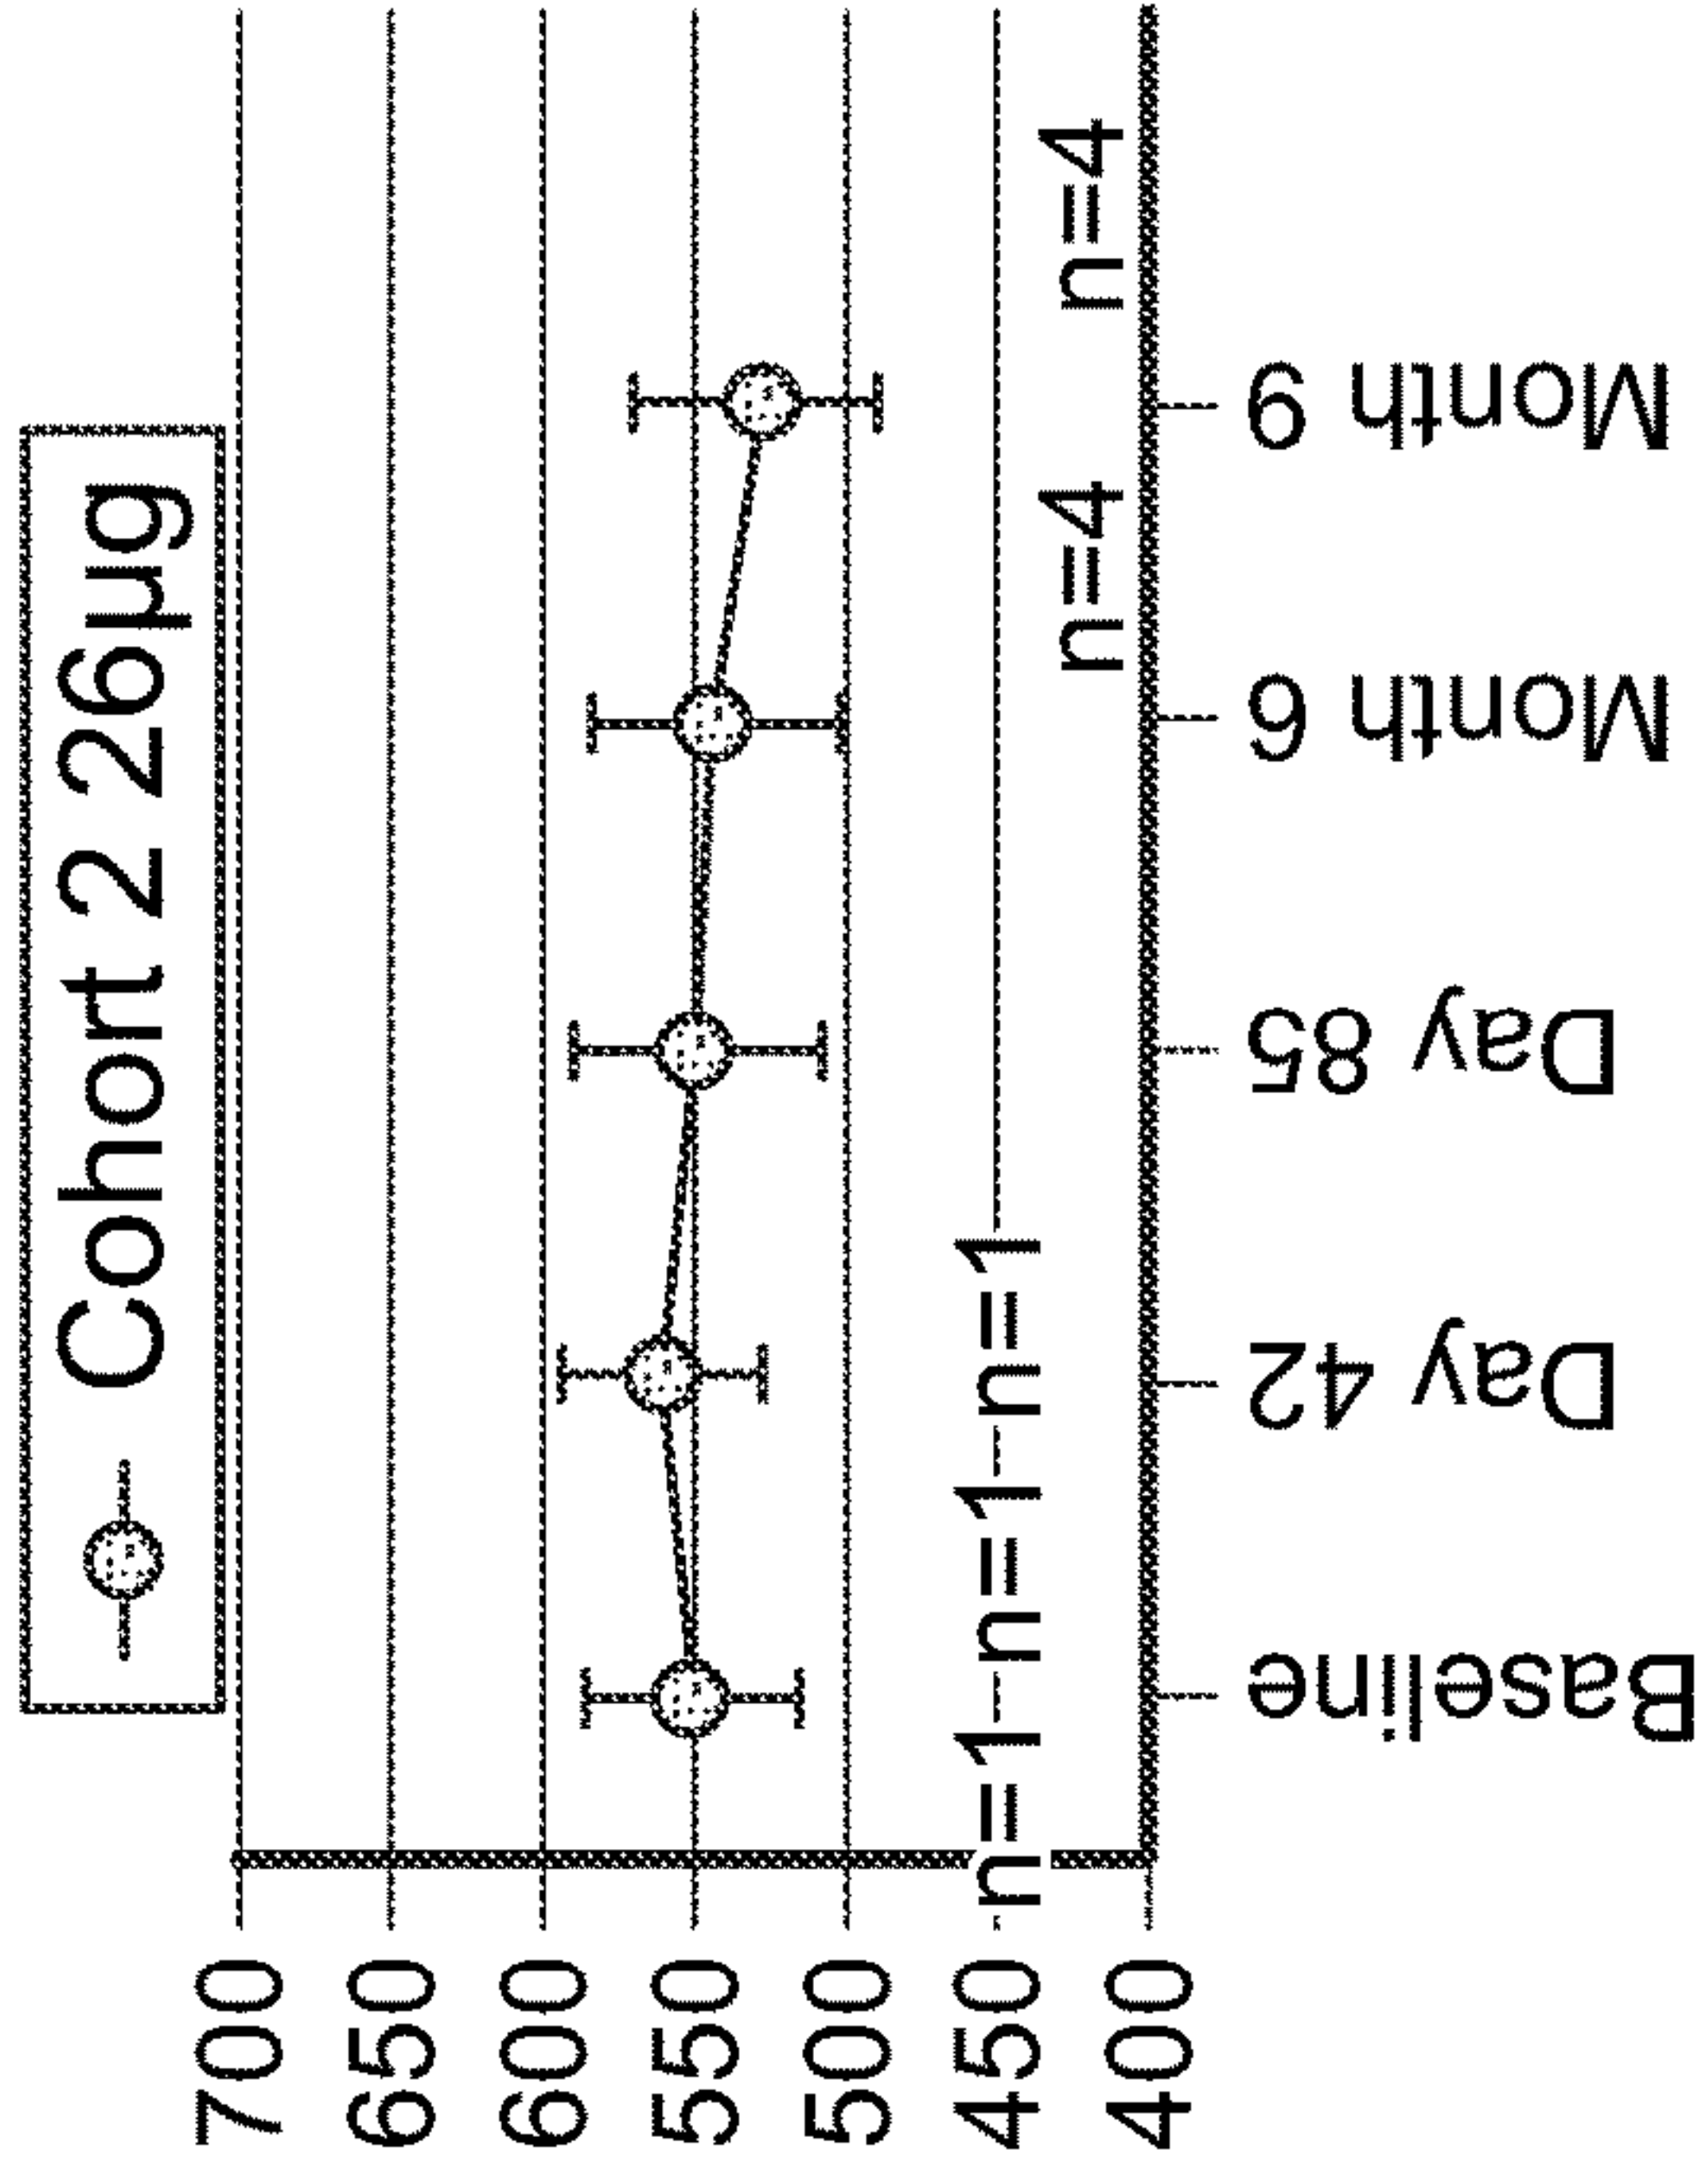 Cohort 2 26µg
700
650
600
550
500
450
400
n=1 n=1 n=1
n=4 n=4
Baseline
Day 42
Day 85
Month 6
Month 9